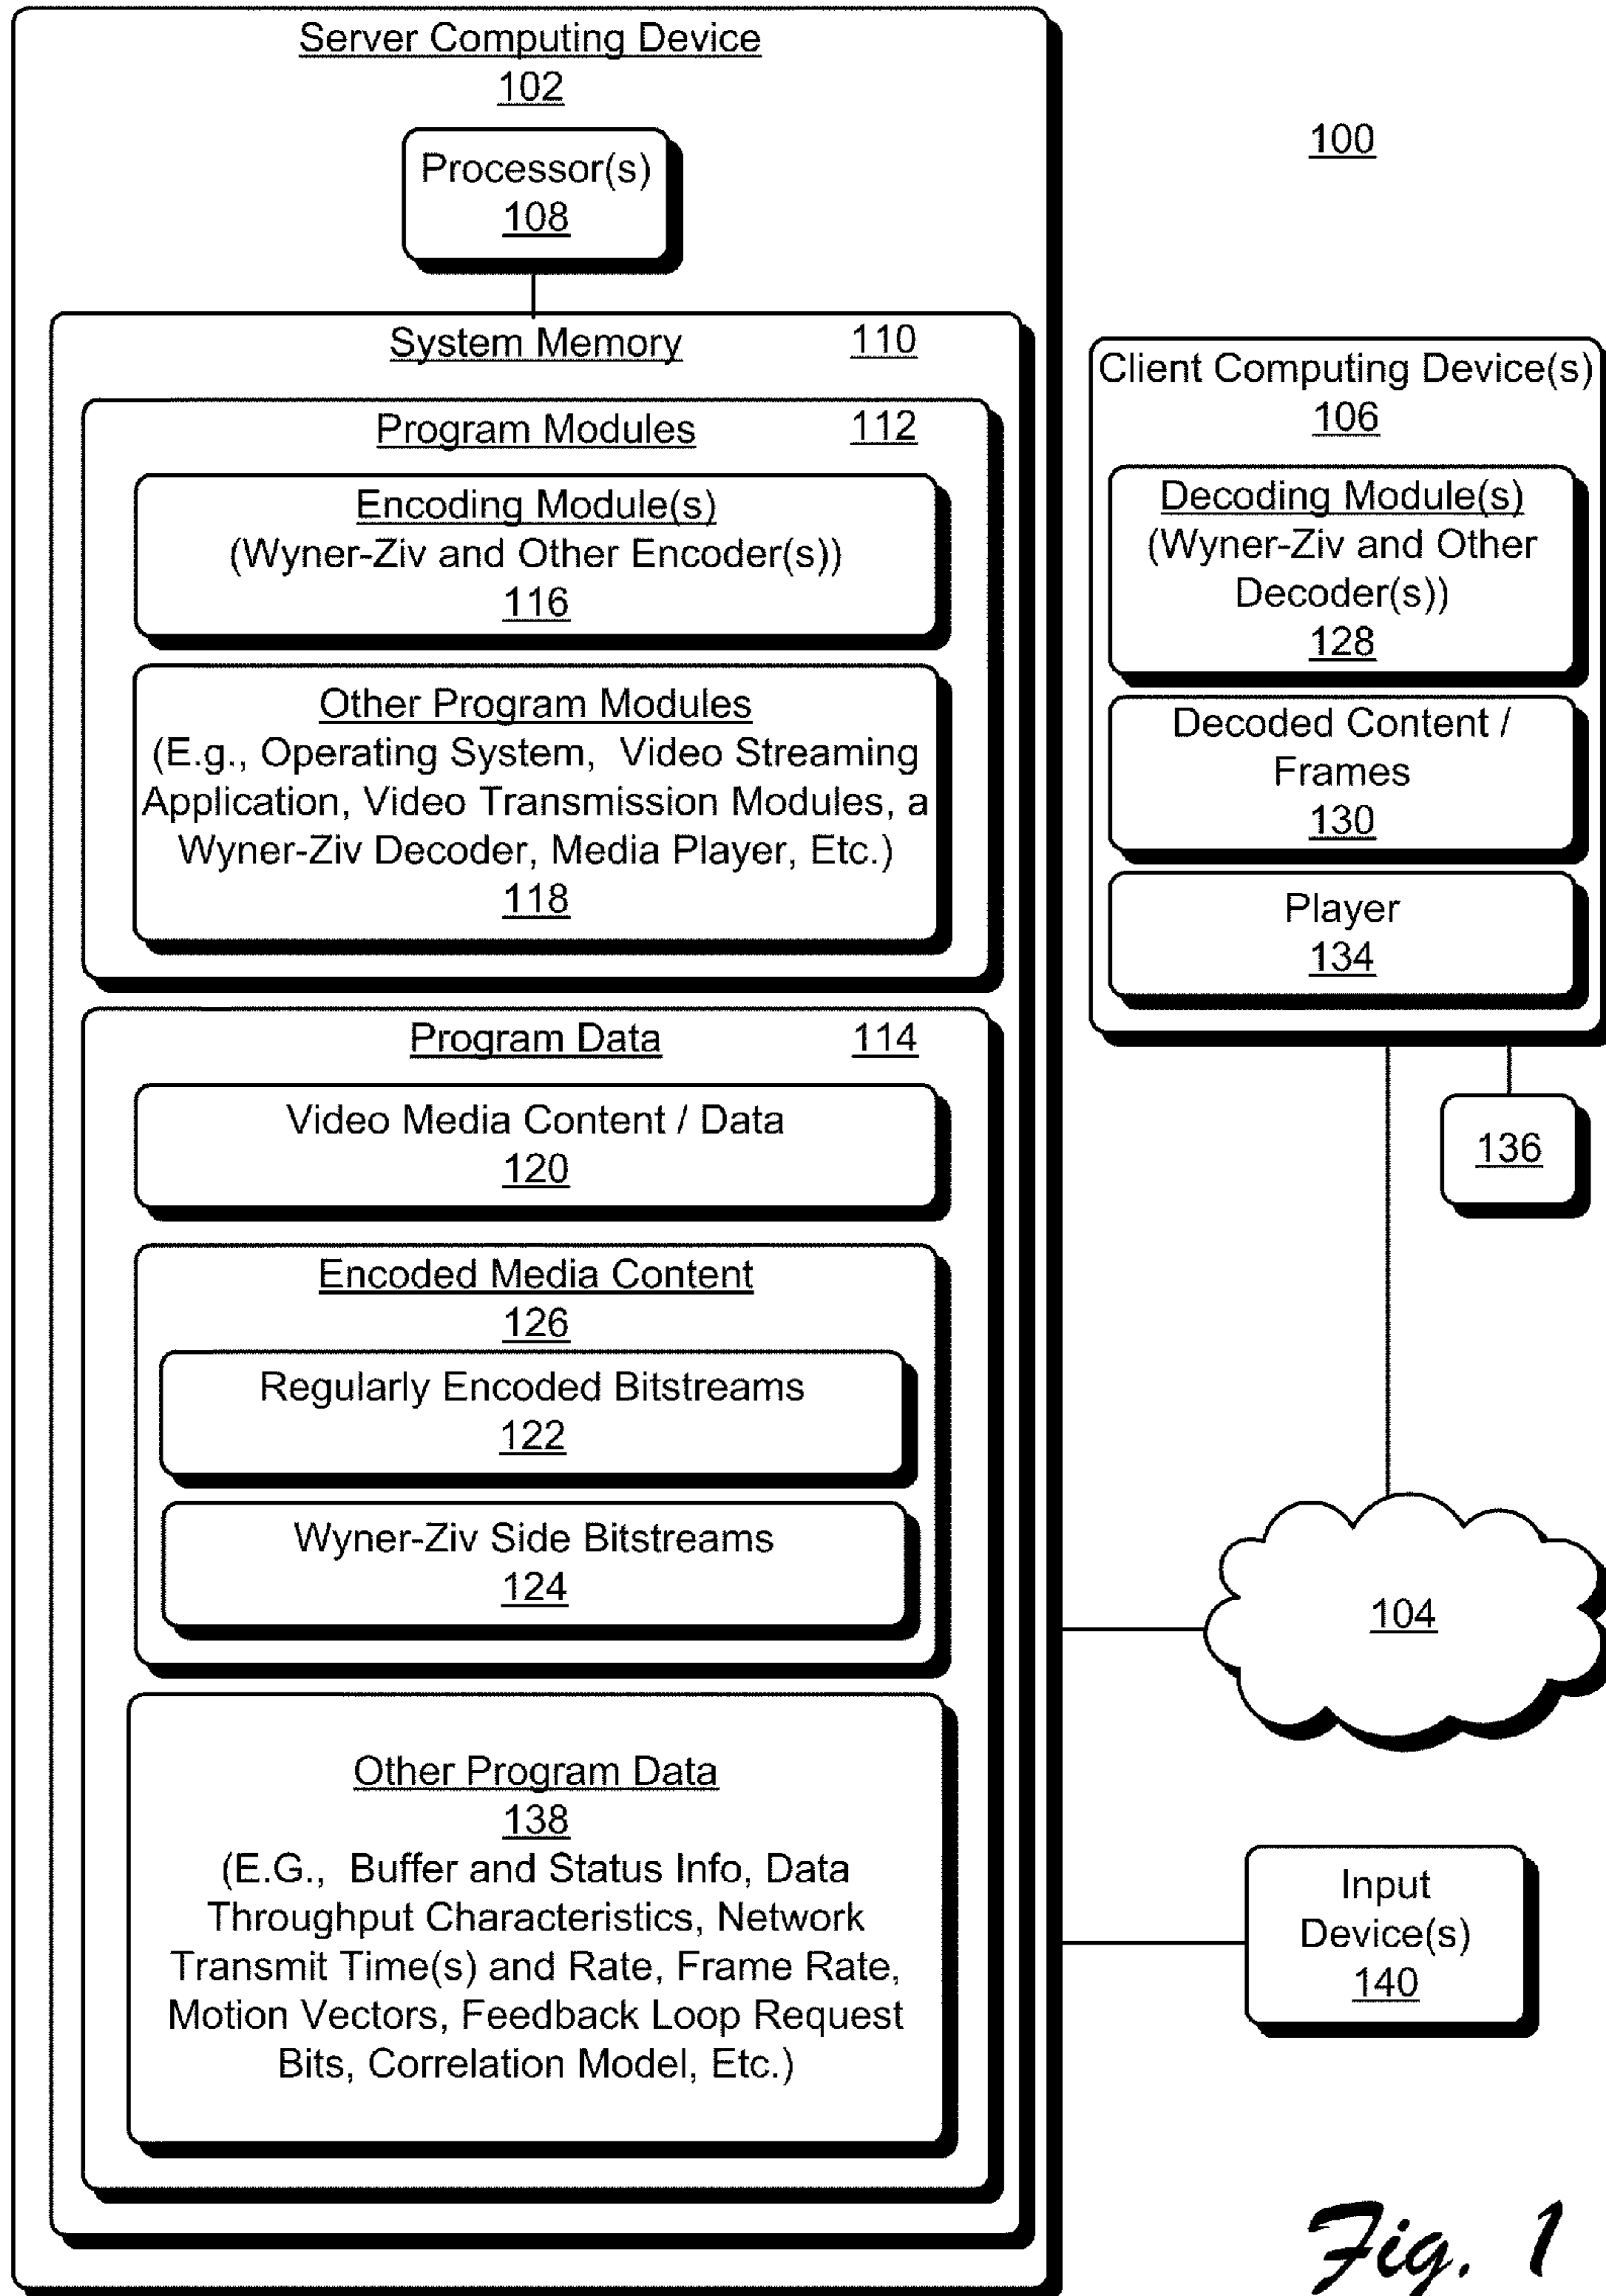 Server Computing Device
102
Processor(s)
108
System Memory 110
Program Modules 112
Encoding Module(s)
(Wyner-Ziv and Other Encoder(s))
116
Other Program Modules
(E.g., Operating System, Video Streaming
Application, Video Transmission Modules, a
Wyner-Ziv Decoder, Media Player, Etc.)
118
Program Data 114
Video Media Content / Data
120
Encoded Media Content
126
Regularly Encoded Bitstreams
122
Wyner-Ziv Side Bitstreams
124
Other Program Data
138
(E.G., Buffer and Status Info, Data
Throughput Characteristics, Network
Transmit Time(s) and Rate, Frame Rate,
Motion Vectors, Feedback Loop Request
Bits, Correlation Model, Etc.)
100
Client Computing Device(s)
106
Decoding Module(s)
(Wyner-Ziv and Other
Decoder(s))
128
Decoded Content /
Frames
130
Player
134
136
104
Input
Device(s)
140
Fig. 1